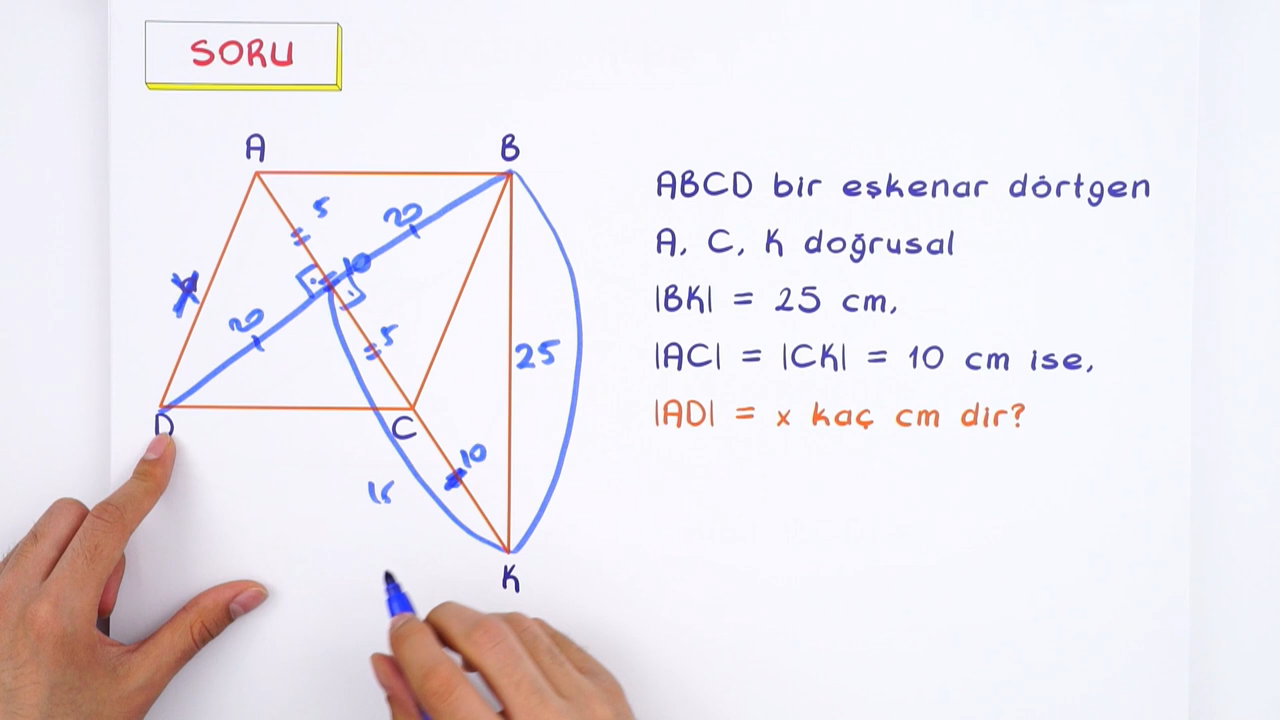 SORU
A
B
5
20
10
x
20
5
25
D
C
10
15
K
ABCD bir eşkenar dörtgen
A, C, K doğrusal
|BK| = 25 cm,
|AC| = |CK| = 10 cm ise,
|AD| = x kaç cm dir?